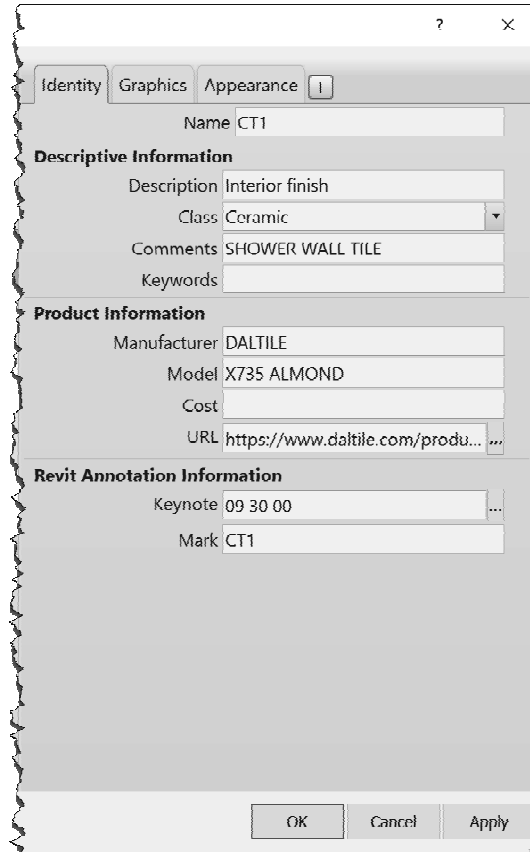 ?
Identity Graphics Appearance
Name CT1
Descriptive Information
Description Interior finish
Class Ceramic
Comments SHOWER WALL TILE
Keywords
Product Information
Manufacturer DALTILE
Model X735 ALMOND
Cost
URL https://www.daltile.com/produ... ...
Revit Annotation Information
Keynote 09 30 00 ...
Mark CT1
OK Cancel Apply